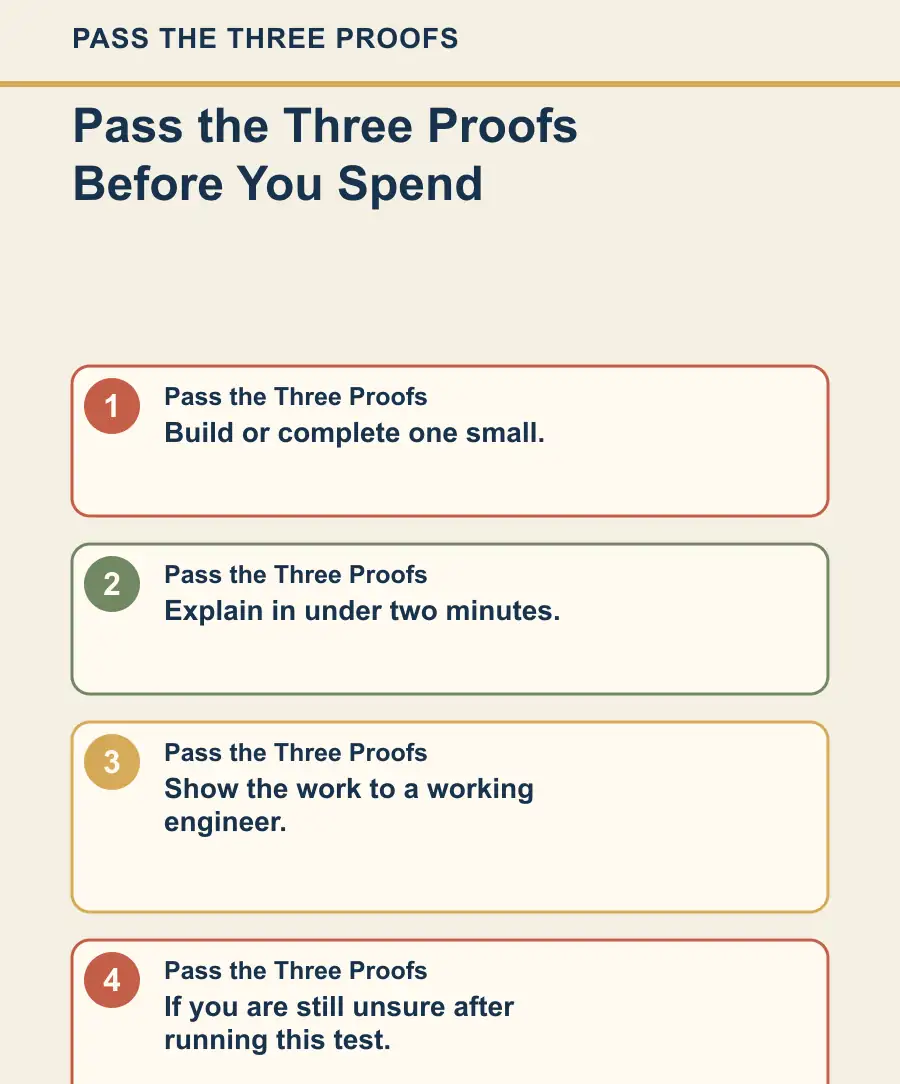 PASS THE THREE PROOFS
Pass the Three Proofs
Before You Spend
1
Pass the Three Proofs
Build or complete one small.
2
Pass the Three Proofs
Explain in under two minutes.
3
Pass the Three Proofs
Show the work to a working
engineer.
4
Pass the Three Proofs
If you are still unsure after
running this test.